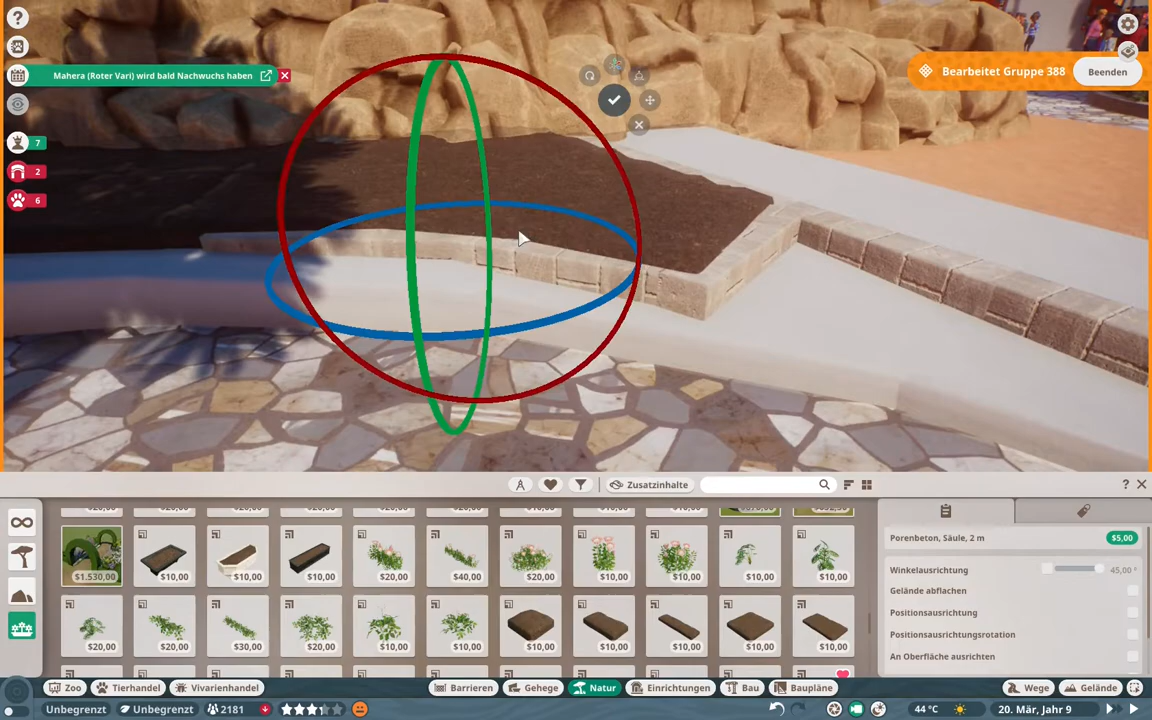 ?
Mahera (Roter Vari) wird bald Nachwuchs haben
7
2
6
Bearbeitet Gruppe 388
Beenden
Zusatzinhalte
?
$1.530,00
$10,00
$10,00
$10,00
$20,00
$40,00
$20,00
$10,00
$10,00
$10,00
$10,00
$20,00
$20,00
$30,00
$20,00
$10,00
$10,00
$10,00
$10,00
$10,00
$10,00
$10,00
Porenbeton, Säule, 2 m
$5,00
Winkelausrichtung
45,00 °
Gelände abflachen
Positionsausrichtung
Positionsausrichtungsrotation
An Oberfläche ausrichten
Zoo
Tierhandel
Vivarienhandel
Barrieren
Gehege
Natur
Einrichtungen
Bau
Baupläne
Wege
Gelände
Unbegrenzt
Unbegrenzt
2181
44 °C
20. Mär, Jahr 9